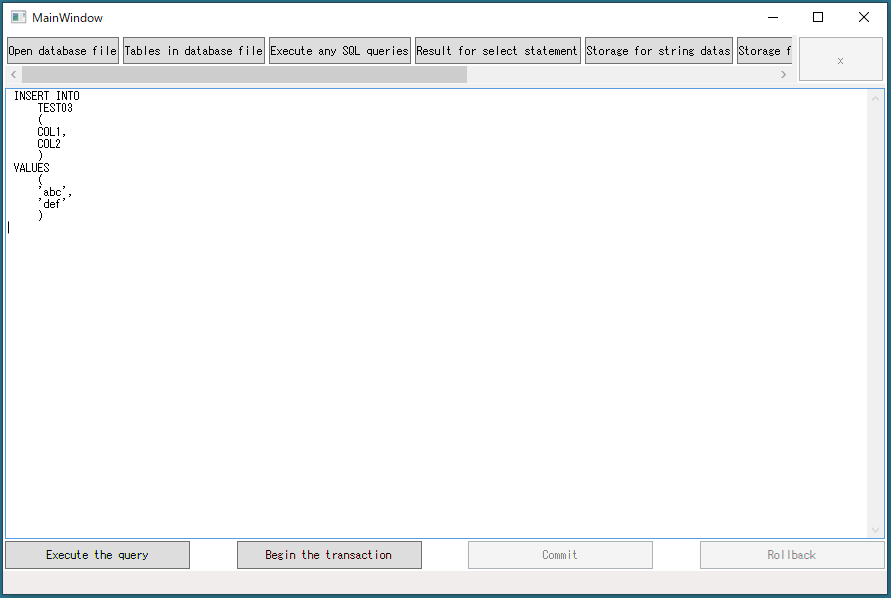 MainWindow
Open database file Tables in database file Execute any SQL queries Result for select statement Storage for string datas Storage f
x
INSERT INTO
TEST03
(
COL1,
COL2
)
VALUES
(
'abc',
'def'
)
Execute the query Begin the transaction Commit Rollback